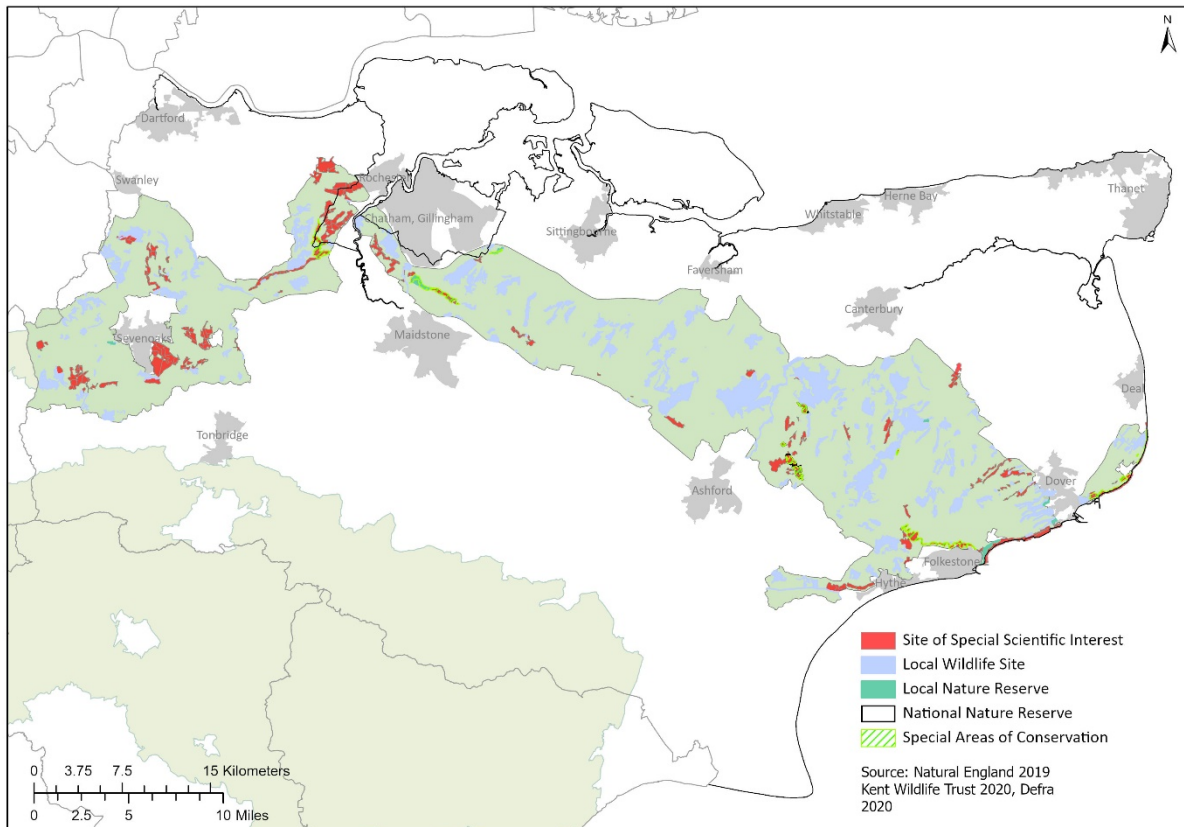 N
Dartford
Swanley
Roches
Chatham, Gillingham
Sittingbourne
Whitstable
Herne Bay
Thanet
Faversham
Canterbury
Sevenoaks
Maidstone
Deal
Tonbridge
Ashford
Dover
Folkestone
Hythe
Site of Special Scientific Interest
Local Wildlife Site
Local Nature Reserve
National Nature Reserve
Special Areas of Conservation
Source: Natural England 2019
Kent Wildlife Trust 2020, Defra
2020
0 3.75 7.5 15 Kilometers
0 2.5 5 10 Miles